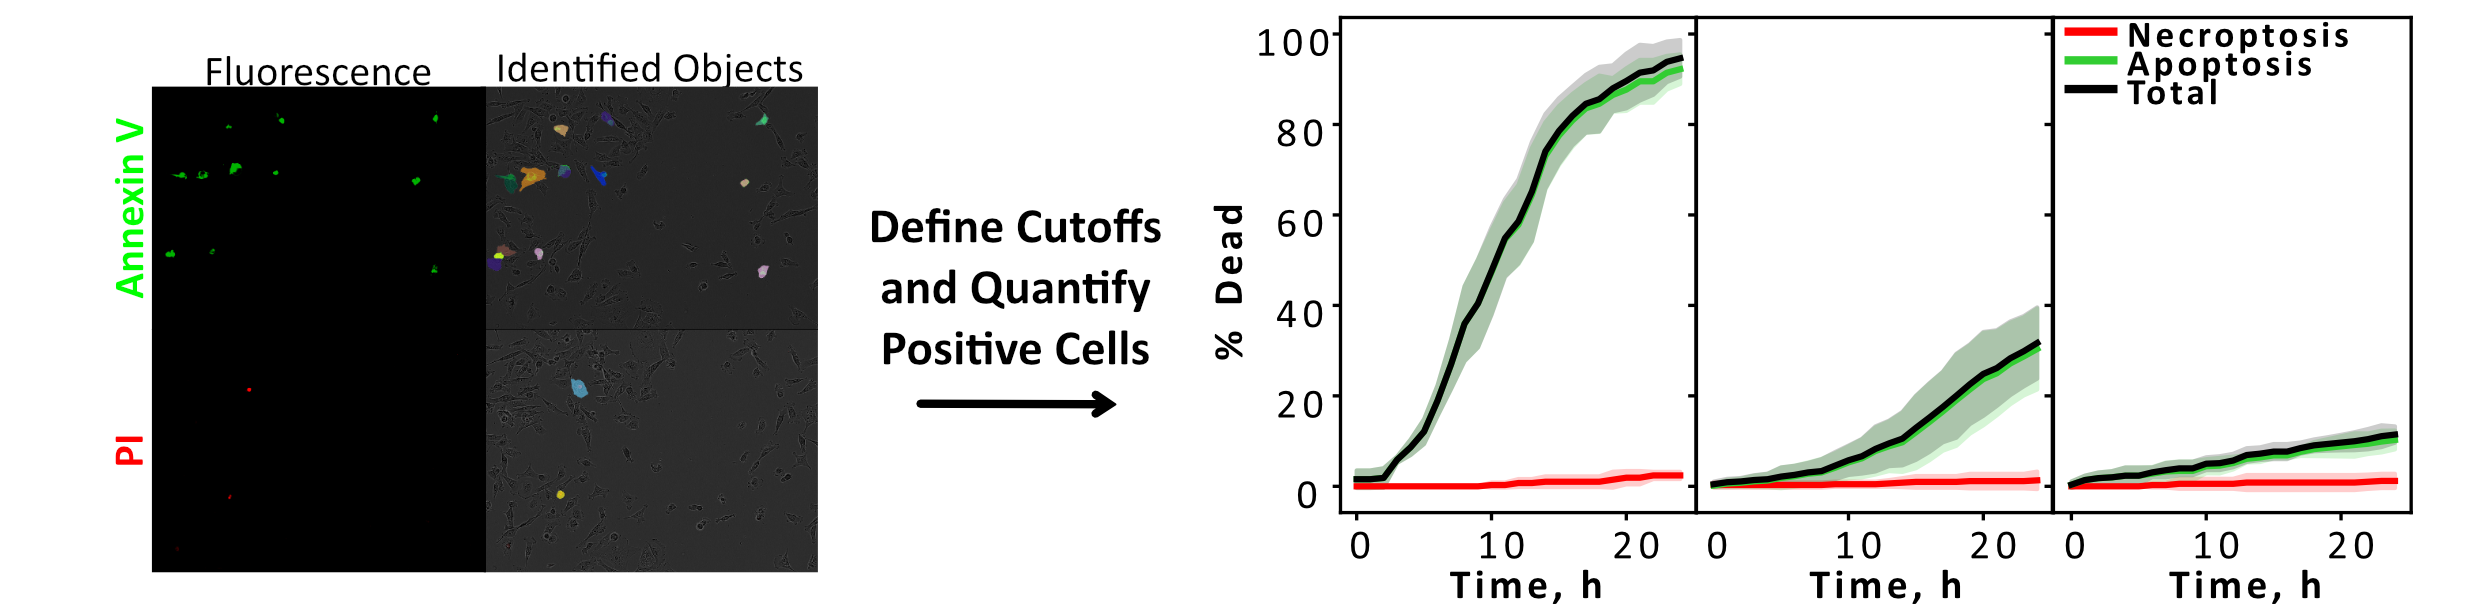 Fluorescence
Identified Objects
Annexin V
PI
Define Cutoffs
and Quantify
Positive Cells
% Dead
100
80
60
40
20
0
Necroptosis
Apoptosis
Total
0 10 20
0 10 20
0 10 20
Time, h
Time, h
Time, h